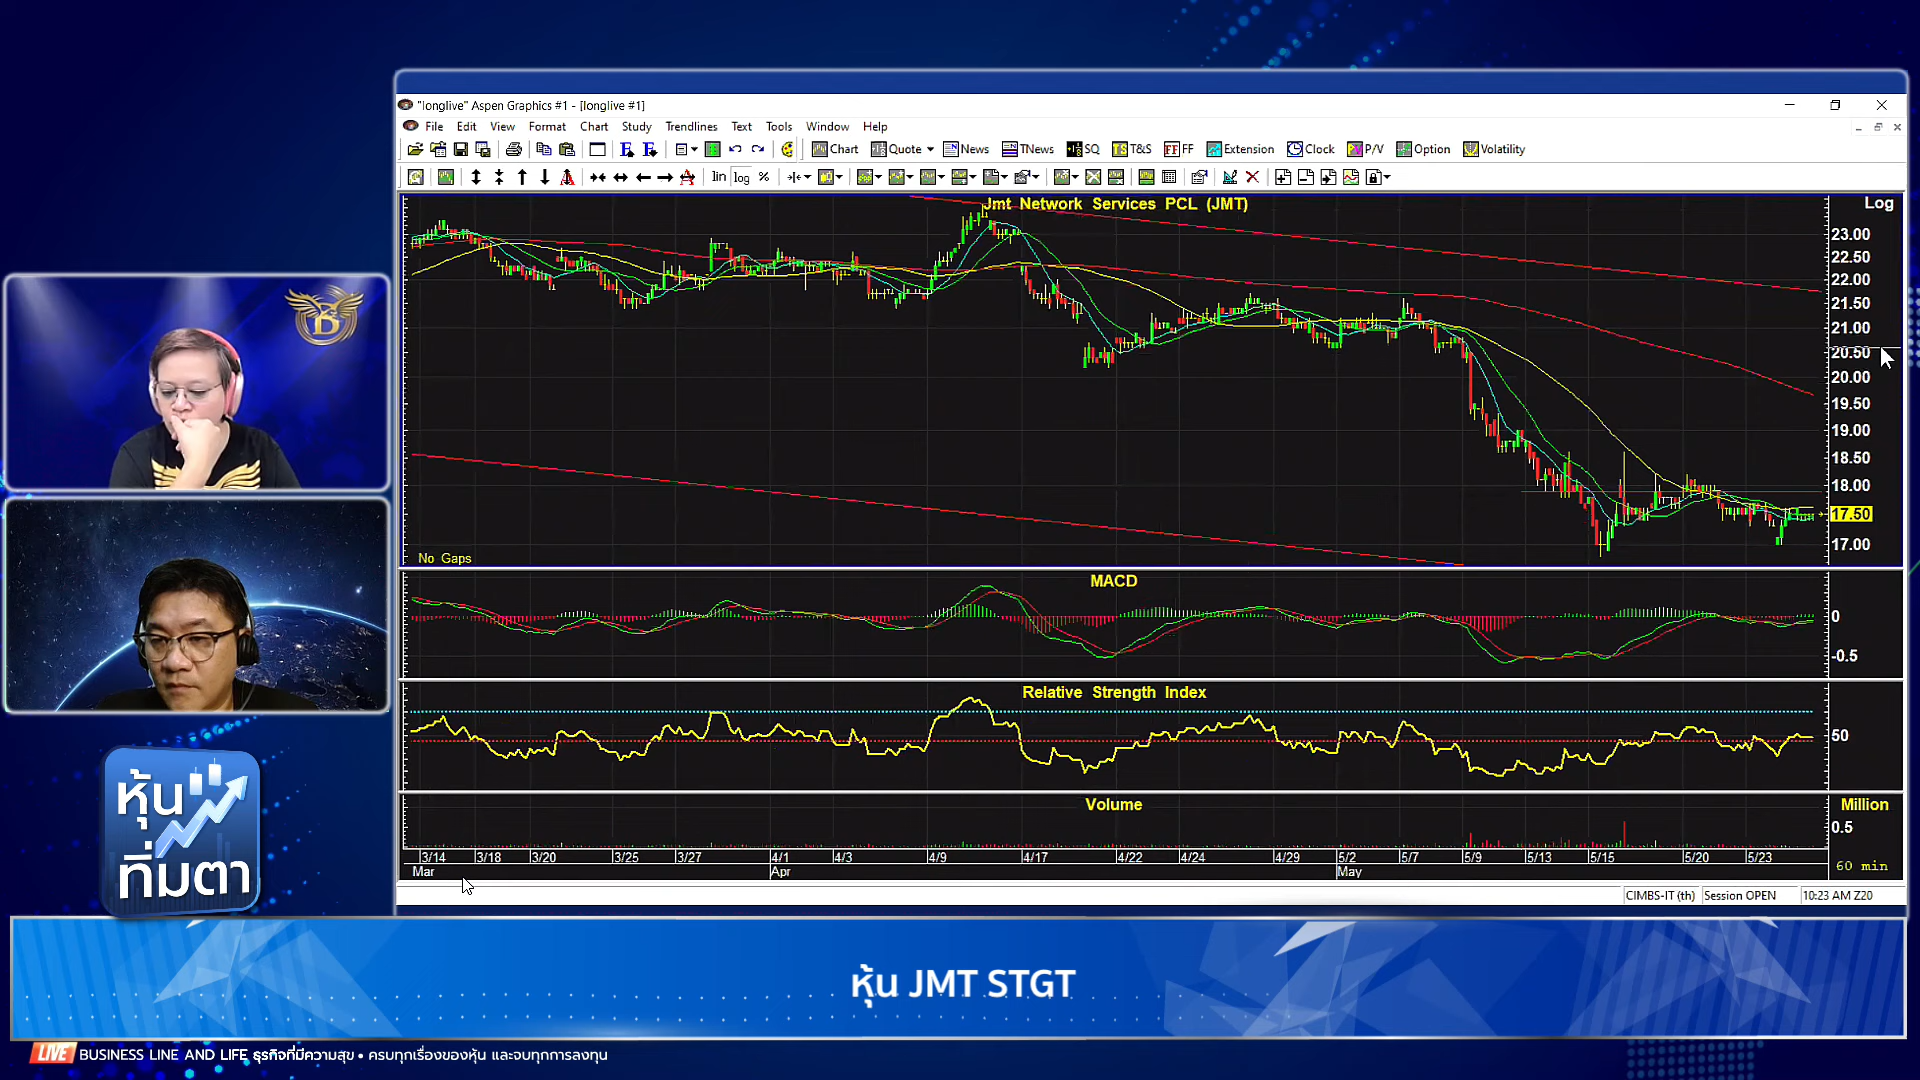 "longlive" Aspen Graphics #1 - [longlive #1]
File Edit View Format Chart Study Trendlines Text Tools Window Help
Chart Quote News TNews SQ T&S FF Extension Clock P/V Option Volatility
lin log %
Jmt Network Services PCL (JMT)
Log
23.00
22.50
22.00
21.50
21.00
20.50
20.00
19.50
19.00
18.50
18.00
17.50
17.00
No Gaps
MACD
0
-0.5
Relative Strength Index
50
Volume
Million
0.5
3/14 3/18 3/20 3/25 3/27 4/1 4/3 4/9 4/17 4/22 4/24 4/29 5/2 5/7 5/9 5/13 5/15 5/20 5/23
60 min
Mar Apr May
CIMBS-IT (th) Session OPEN 10:23 AM Z20
B
หุ้น
ทิ่มตา
หุ้น JMT STGT
LIVE BUSINESS LINE AND LIFE ธุรกิจที่มีความสุข • ครบทุกเรื่องของหุ้น และจบทุกการลงทุน